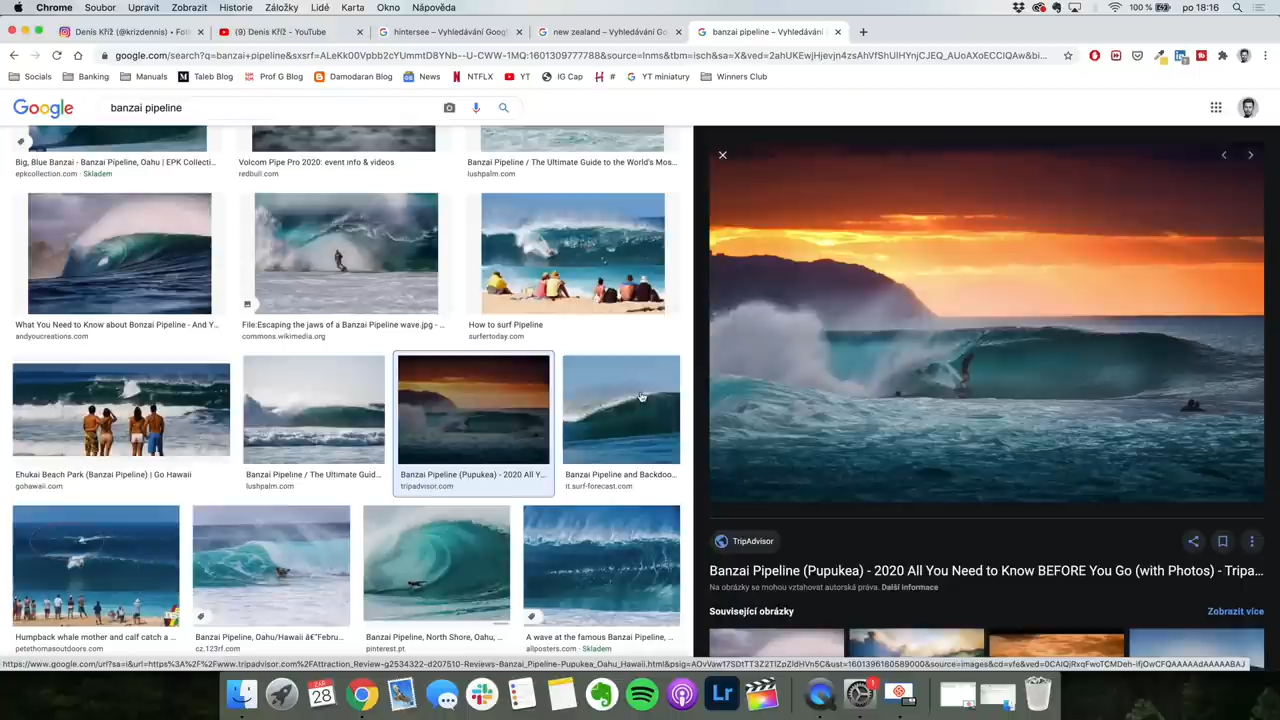 Chrome Soubor Upravit Zobrazit Historie Záložky Lidé Karta Okno Nápověda 100 % po 18:16
Denis Kříž (@krizdennis) • Fot
(9) Denis Kříž - YouTube
hintersee – Vyhledávání Goog
new zealand – Vyhledávání Go
banzai pipeline – Vyhledávání
Socials Banking Manuals Taleb Blog Prof G Blog Damodaran Blog News NTFLX YT IG Cap # YT miniatury Winners Club
Google
banzai pipeline
Big, Blue Banzai - Banzai Pipeline, Oahu | EPK Collecti...
epkcollection.com · Skladem
Volcom Pipe Pro 2020: event info & videos
redbull.com
Banzai Pipeline / The Ultimate Guide to the World's Mos...
lushpalm.com
What You Need to Know about Bonzai Pipeline - And Y...
andyoucreations.com
File:Escaping the jaws of a Banzai Pipeline wave.jpg - ...
commons.wikimedia.org
How to surf Pipeline
surfertoday.com
Ehukai Beach Park (Banzai Pipeline) | Go Hawaii
gohawaii.com
Banzai Pipeline / The Ultimate Guid...
lushpalm.com
Banzai Pipeline (Pupukea) - 2020 All Y...
tripadvisor.com
Banzai Pipeline and Backdoo...
it.surf-forecast.com
Humpback whale mother and calf catch a ...
petethomasoutdoors.com
Banzai Pipeline, Oahu/Hawaii â€"Febru...
cz.123rf.com
Banzai Pipeline, North Shore, Oahu, ...
pinterest.pt
A wave at the famous Banzai Pipeline, ...
allposters.com · Skladem
TripAdvisor
Banzai Pipeline (Pupukea) - 2020 All You Need to Know BEFORE You Go (with Photos) - Tripa...
Na obrázky se mohou vztahovat autorská práva. Další informace
Související obrázky
Zobrazit více
ZÁŘ
28
Lr
1